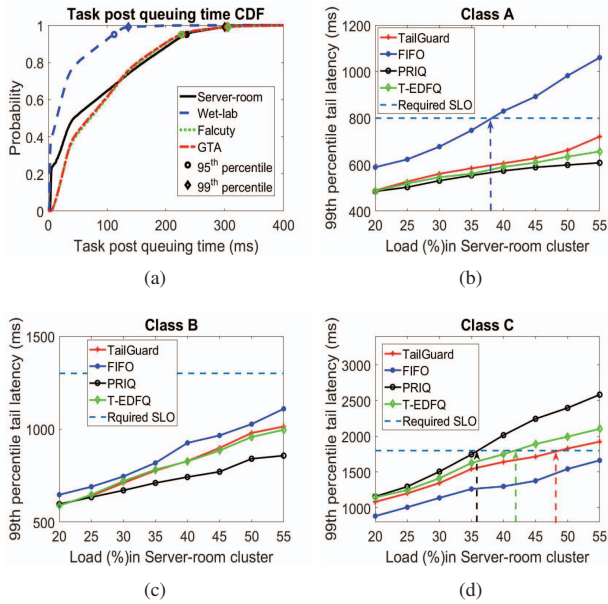 Task post queuing time CDF
1
0.8
0.6
0.4
0.2
0
Probability
Server-room
Wet-lab
Falcuty
GTA
95th percentile
99th percentile
0 100 200 300 400
Task post queuing time (ms)
(a)
Class A
1200
1000
800
600
400
99th percentile tail latency (ms)
TailGuard
FIFO
PRIQ
T-EDFQ
Required SLO
20 25 30 35 40 45 50 55
Load (%)in Server-room cluster
(b)
Class B
1500
1000
500
99th percentile tail latency (ms)
TailGuard
FIFO
PRIQ
T-EDFQ
Rquired SLO
20 25 30 35 40 45 50 55
Load (%)in Server-room cluster
(c)
Class C
3000
2500
2000
1500
1000
99th percentile tail latency (ms)
TailGuard
FIFO
PRIQ
T-EDFQ
Required SLO
20 25 30 35 40 45 50 55
Load (%)in Server-room cluster
(d)